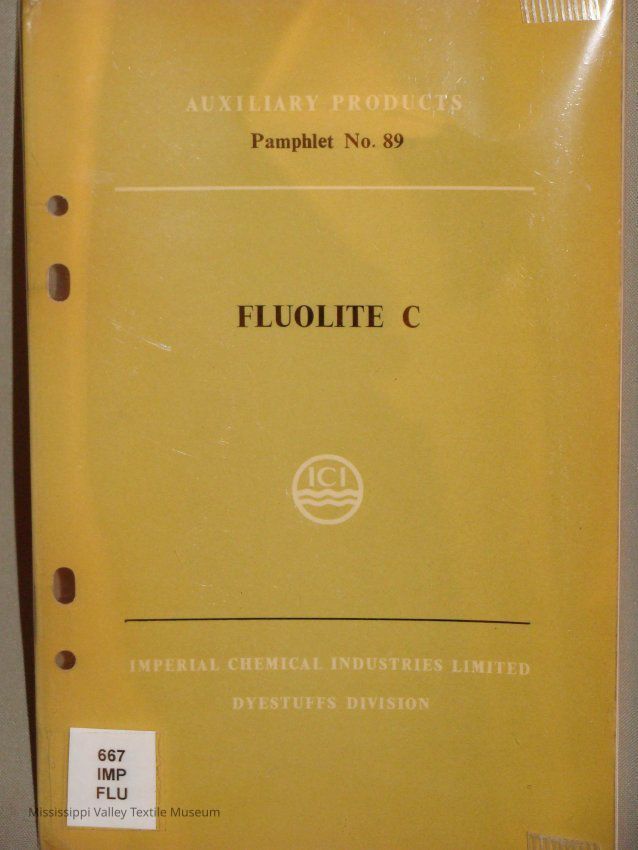 AUXILIARY PRODUCTS
Pamphlet No. 89
FLUOLITE C
ICI
IMPERIAL CHEMICAL INDUSTRIES LIMITED
DYESTUFFS DIVISION
667
IMP
FLU
Mississippi Valley Textile Museum